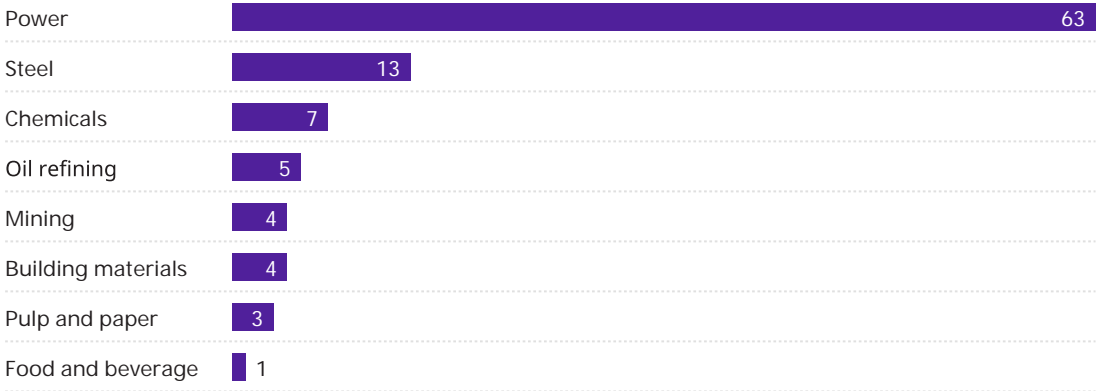 Power 63
Steel 13
Chemicals 7
Oil refining 5
Mining 4
Building materials 4
Pulp and paper 3
Food and beverage 1